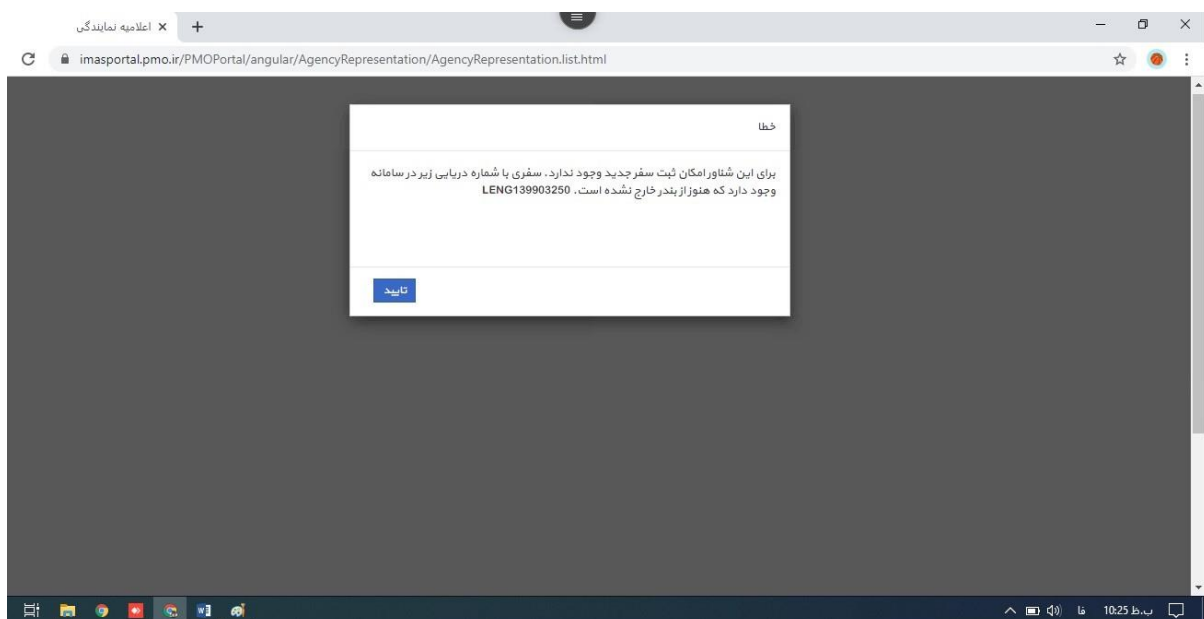 اعلامیه نمایندگی
imasportal.pmo.ir/PMOPortal/angular/AgencyRepresentation/AgencyRepresentation.list.html
خطا
برای این شناور امکان ثبت سفر جدید وجود ندارد. سفری با شماره دریایی زیر در سامانه
وجود دارد که هنوز از بندر خارج نشده است. LENG139903250
تایید
فا
10:25 ب.ظ